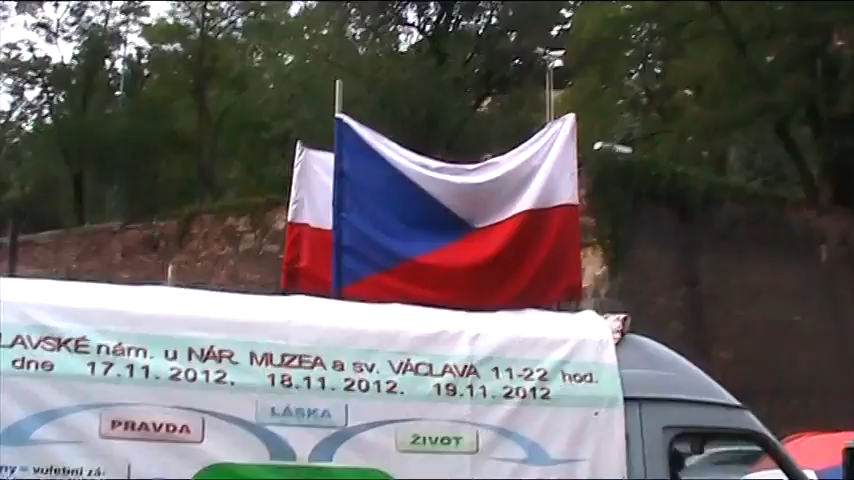 LAVSKÉ nám. u NÁR. MUZEA a sv. VÁCLAVA 11-22 hod.
dne 17.11. 2012, 18.11. 2012. 19.11. 2012
PRAVDA LÁSKA ŽIVOT
volební zá-